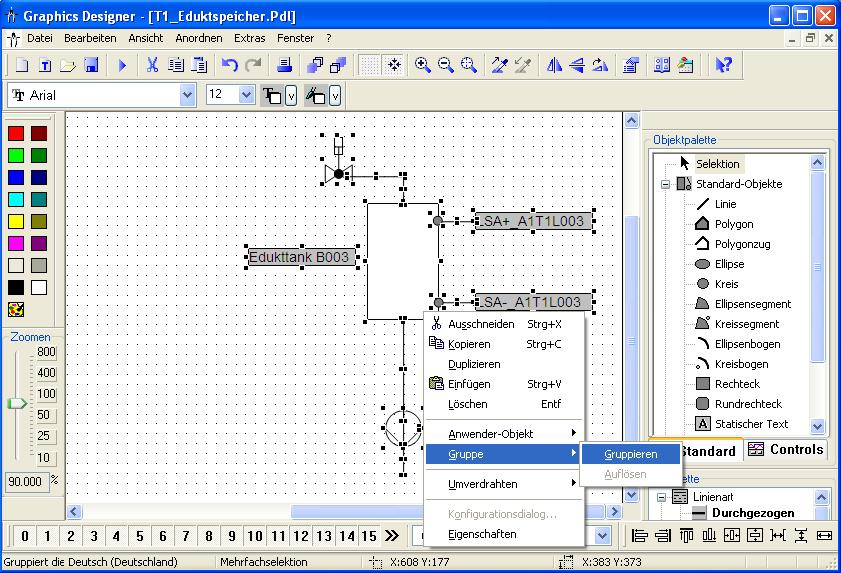 Graphics Designer - [T1_Eduktspeicher.Pdl]
Datei Bearbeiten Ansicht Anordnen Extras Fenster ?
Arial 12
Objektpalette
Selektion
Standard-Objekte
Linie
Polygon
Polygonzug
Ellipse
Kreis
Ellipsensegment
Kreissegment
Ellipsenbogen
Kreisbogen
Rechteck
Rundrechteck
Statischer Text
Standard Controls
Linienart
Durchgezogen
LSA+_A1T1L003
Edukttank B003
LSA-_A1T1L003
Zoomen
800
400
100
50
25
10
90.000 %
Ausschneiden Strg+X
Kopieren Strg+C
Duplizieren
Einfügen Strg+V
Löschen Entf
Anwender-Objekt
Gruppe
Gruppieren
Auflösen
Umverdrahten
Konfigurationsdialog...
Eigenschaften
0 1 2 3 4 5 6 7 8 9 10 11 12 13 14 15
Gruppiert die Deutsch (Deutschland) Mehrfachselektion X:608 Y:177 X:383 Y:373